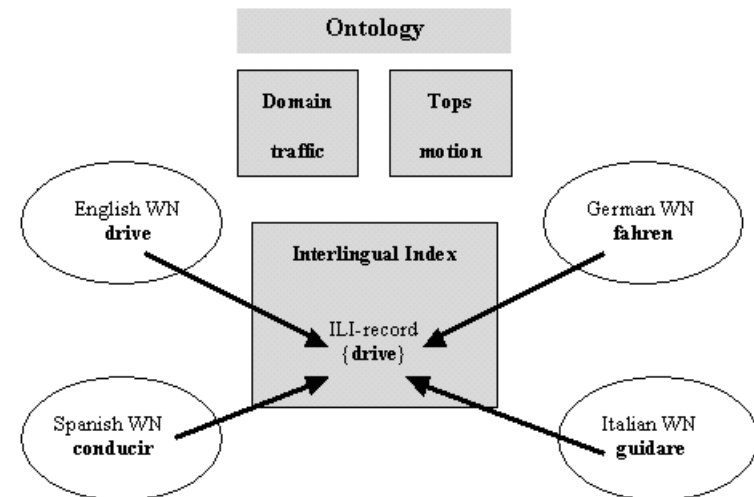 Ontology
Domain
traffic
Tops
motion
English WN
drive
German WN
fahren
Interlingual Index
ILI-record
{drive}
Spanish WN
conducir
Italian WN
guidare